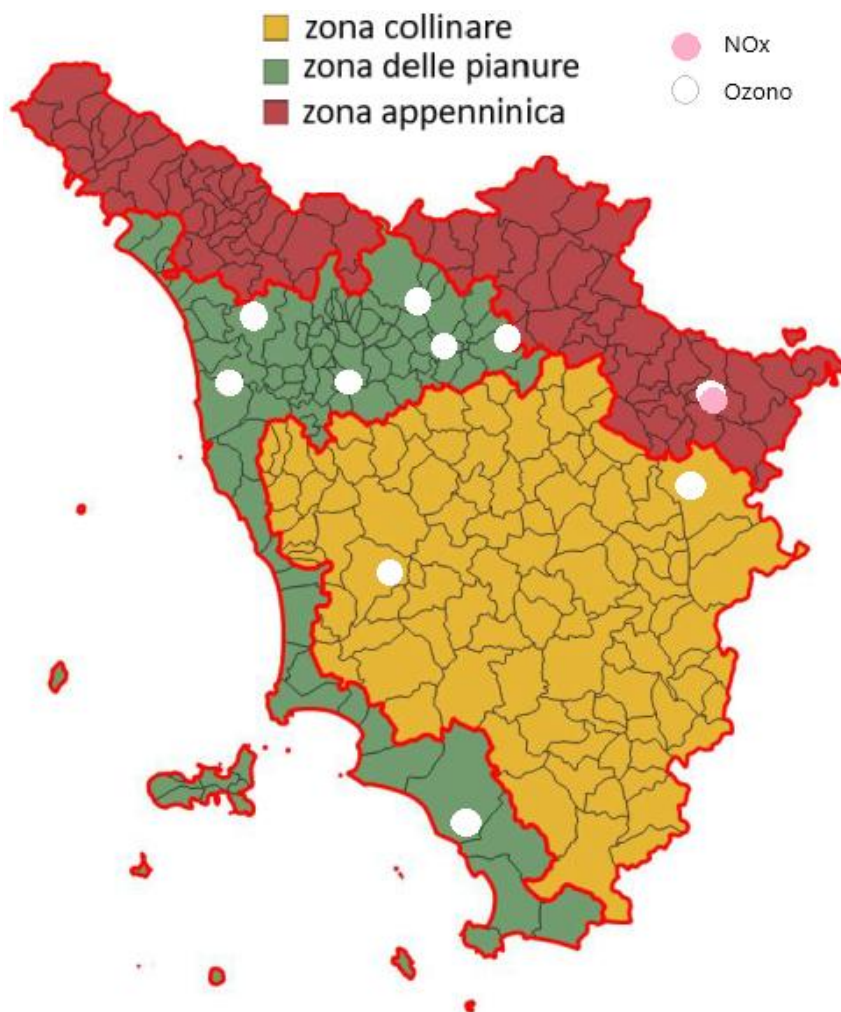 zona collinare
zona delle pianure
zona appenninica
NOx
Ozono